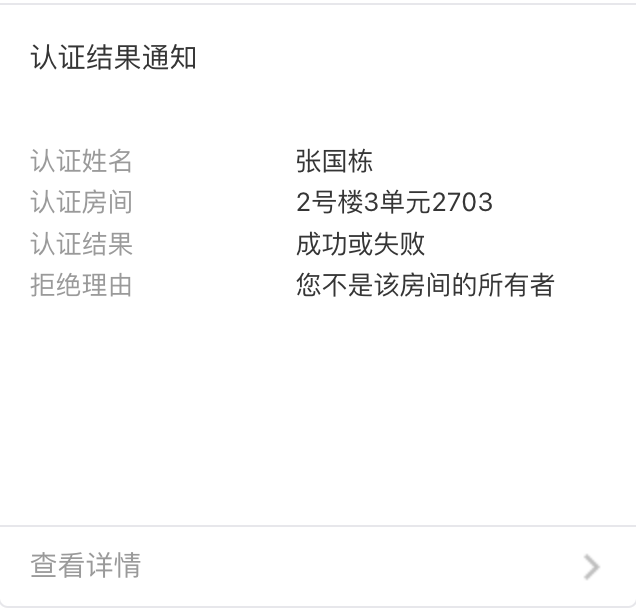 认证结果通知
认证姓名 张国栋
认证房间 2号楼3单元2703
认证结果 成功或失败
拒绝理由 您不是该房间的所有者
查看详情